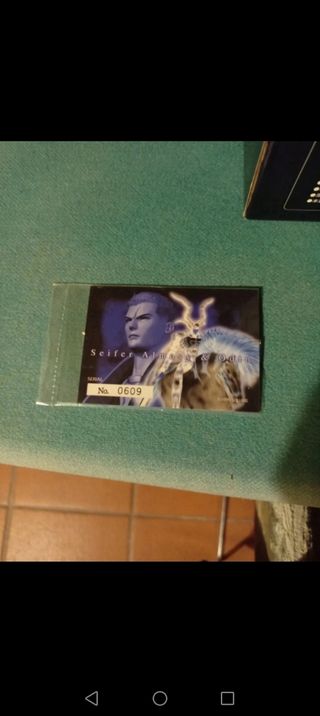 Seifer Almasy & Odin
SERIAL
No. 0609